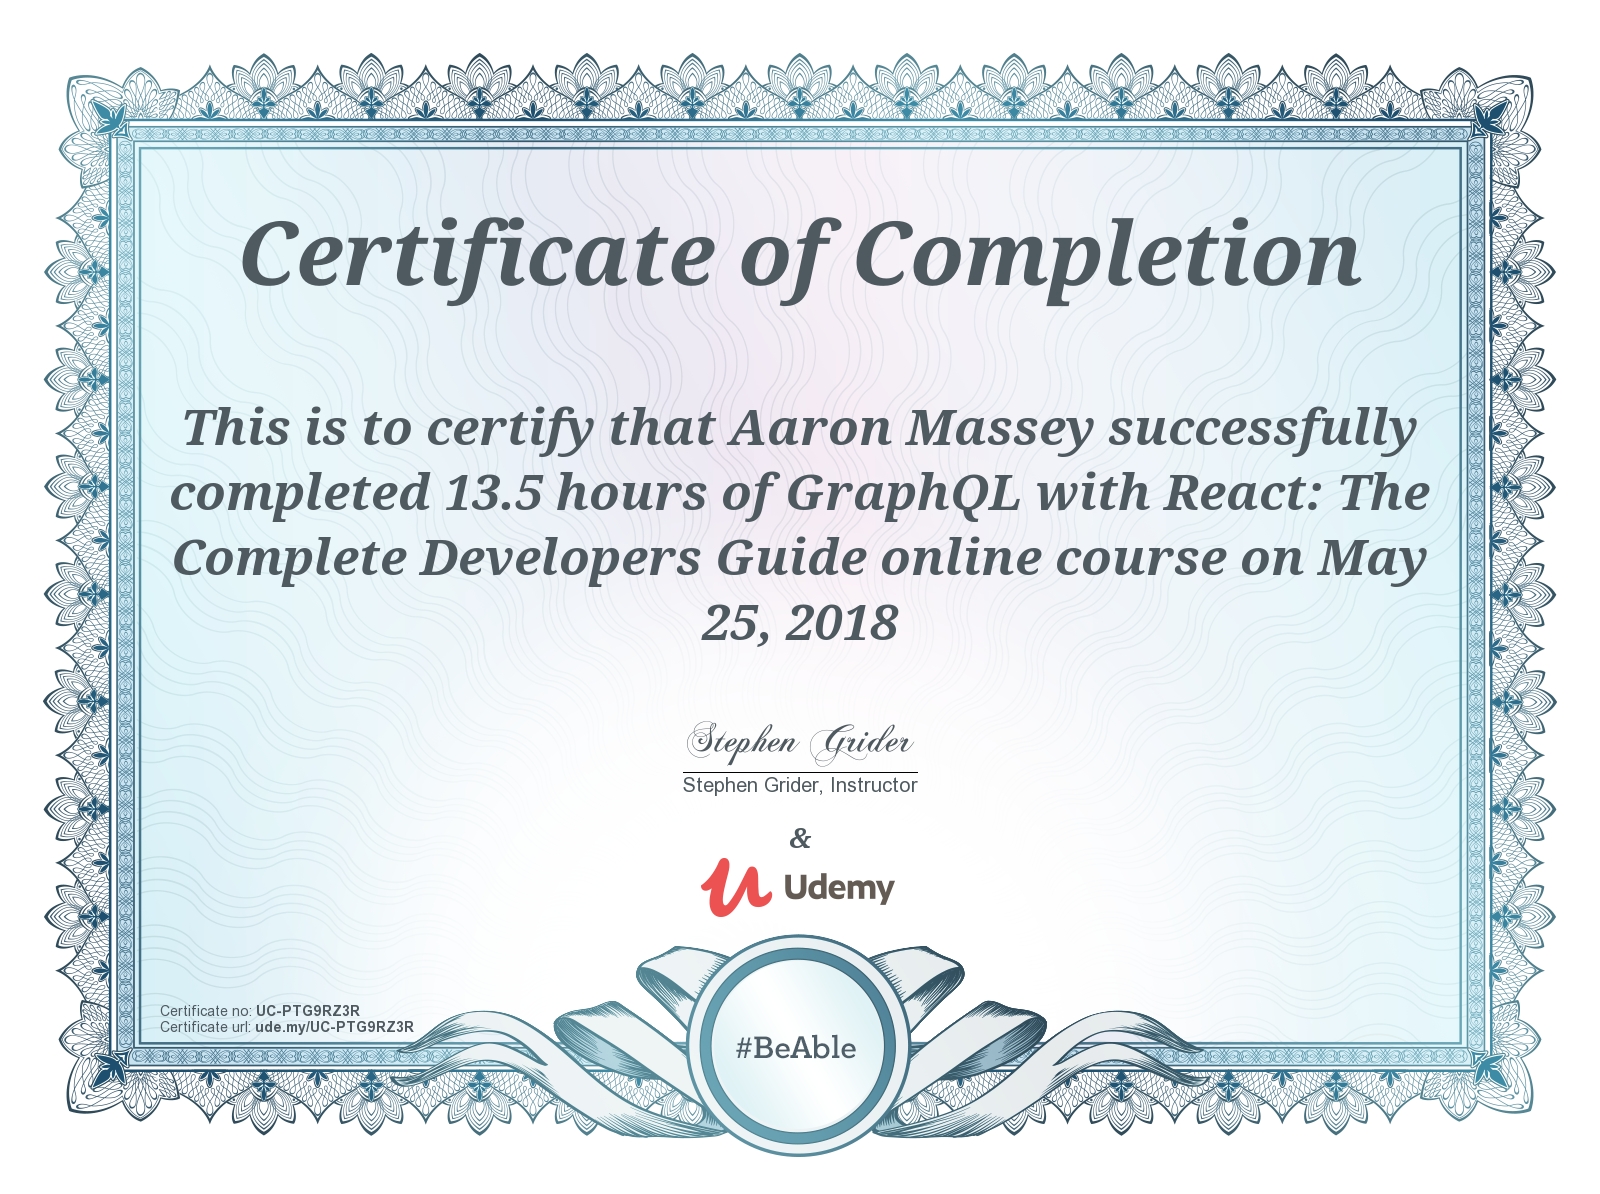 Certificate of Completion
This is to certify that Aaron Massey successfully
completed 13.5 hours of GraphQL with React: The
Complete Developers Guide online course on May
25, 2018
Stephen Grider
Stephen Grider, Instructor
&
Udemy
Certificate no: UC-PTG9RZ3R
Certificate url: ude.my/UC-PTG9RZ3R
#BeAble